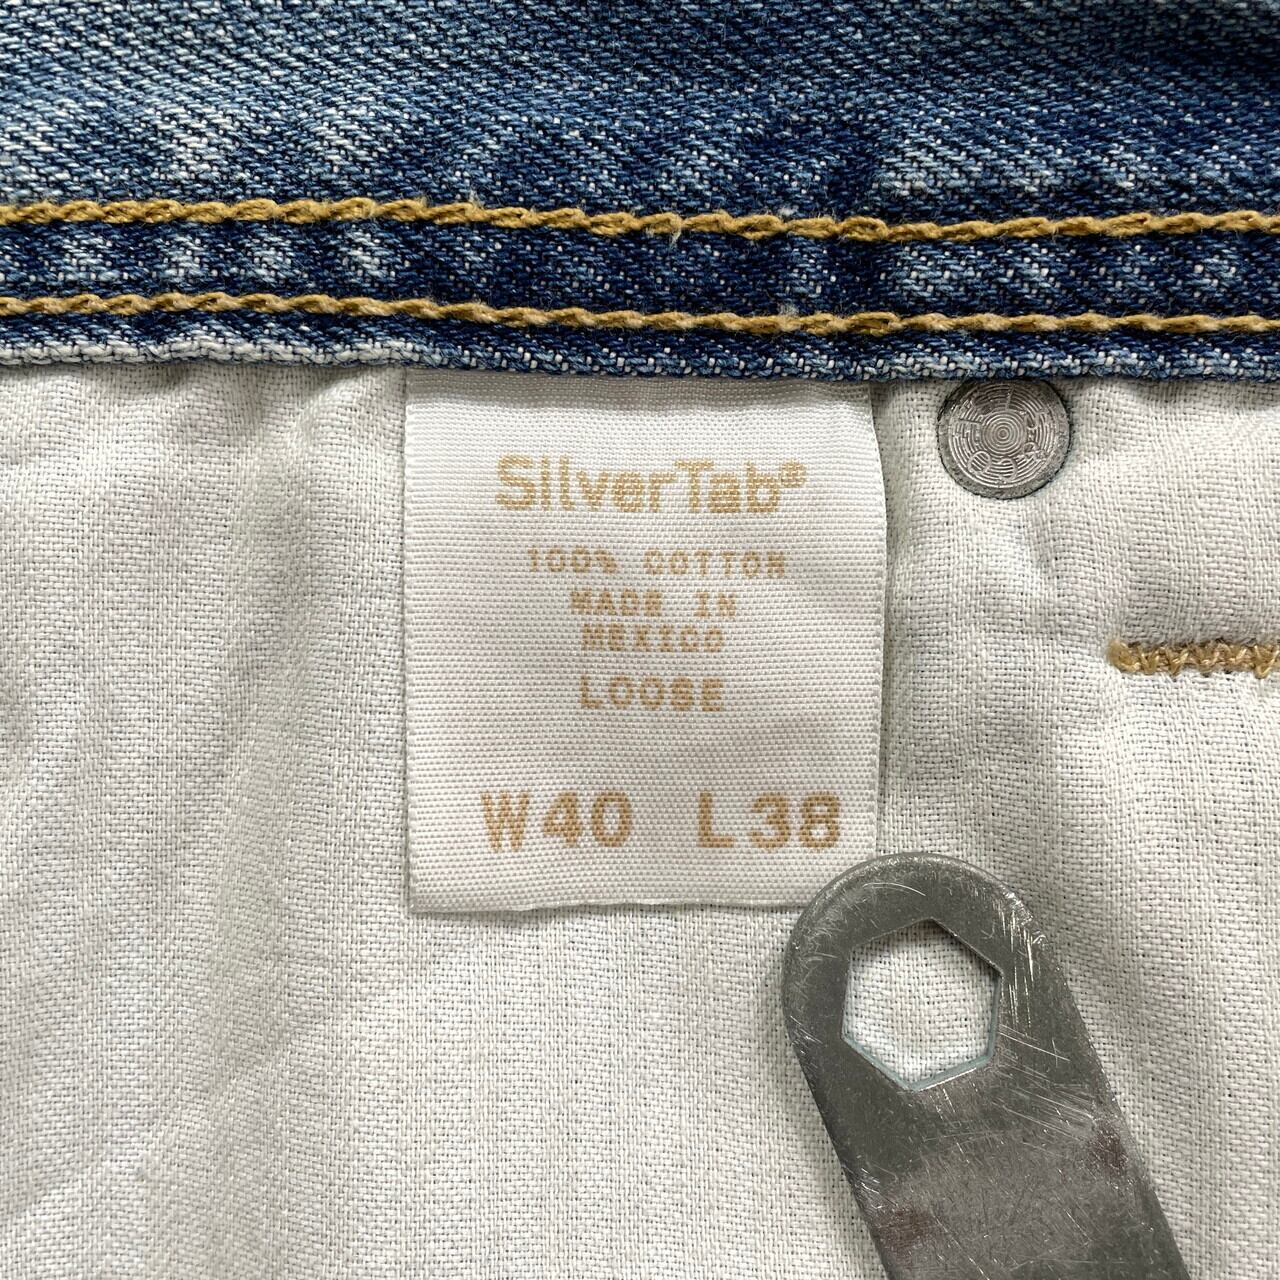 SilverTab®
100% COTTON
MADE IN
MEXICO
LOOSE
W40 L38